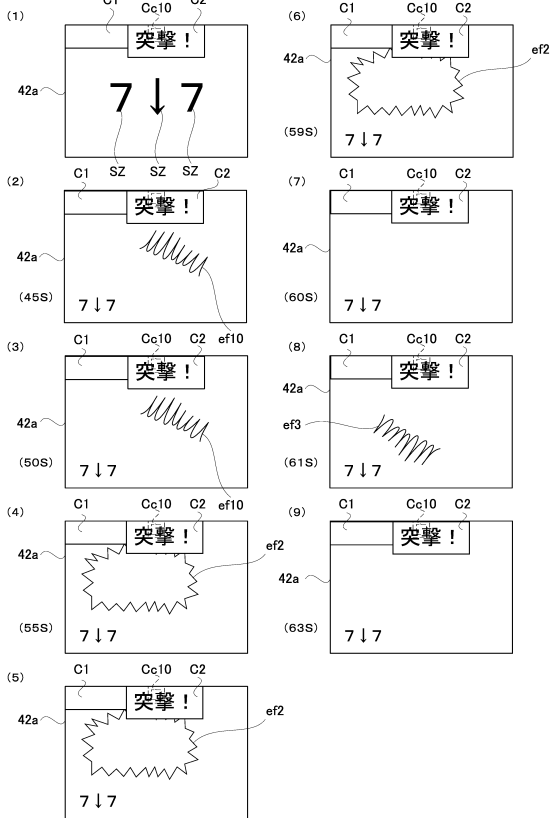 (1)
C1 Cc10 C2
突撃！
42a
7↓7
SZ SZ SZ
(2)
C1 C2
突撃！
42a
(45S)
7↓7
ef10
(3)
C1 Cc10 C2
突撃！
42a
(50S)
7↓7
ef10
(4)
C1 Cc10 C2
突撃！
42a
ef2
(55S)
7↓7
(5)
C1 Cc10 C2
突撃！
42a
ef2
7↓7
(6)
C1 Cc10 C2
突撃！
42a
ef2
(59S)
7↓7
(7)
C1 Cc10 C2
突撃！
42a
(60S)
7↓7
(8)
C1 Cc10 C2
突撃！
42a
ef3
(61S)
7↓7
(9)
C1 Cc10 C2
突撃！
42a
(63S)
7↓7